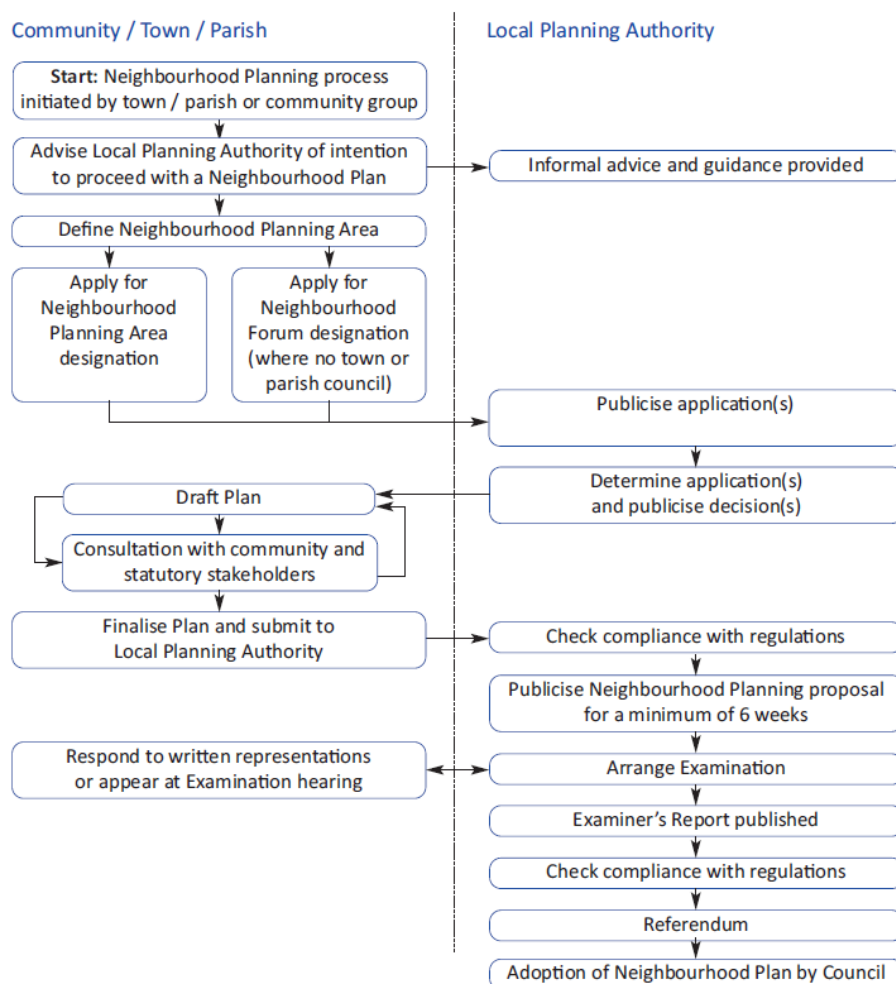 Community / Town / Parish
Local Planning Authority
Start: Neighbourhood Planning process
initiated by town / parish or community group
Advise Local Planning Authority of intention
to proceed with a Neighbourhood Plan
Informal advice and guidance provided
Define Neighbourhood Planning Area
Apply for
Neighbourhood
Planning Area
designation
Apply for
Neighbourhood
Forum designation
(where no town or
parish council)
Publicise application(s)
Determine application(s)
and publicise decision(s)
Draft Plan
Consultation with community and
statutory stakeholders
Finalise Plan and submit to
Local Planning Authority
Check compliance with regulations
Publicise Neighbourhood Planning proposal
for a minimum of 6 weeks
Respond to written representations
or appear at Examination hearing
Arrange Examination
Examiner’s Report published
Check compliance with regulations
Referendum
Adoption of Neighbourhood Plan by Council